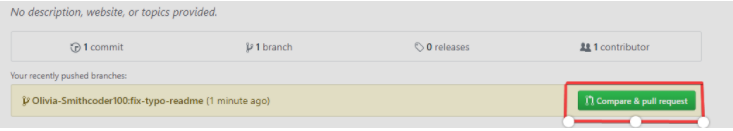 No description, website, or topics provided.
1 commit 1 branch 0 releases 1 contributor
Your recently pushed branches:
Olivia-Smithcoder100:fix-typo-readme (1 minute ago) Compare & pull request